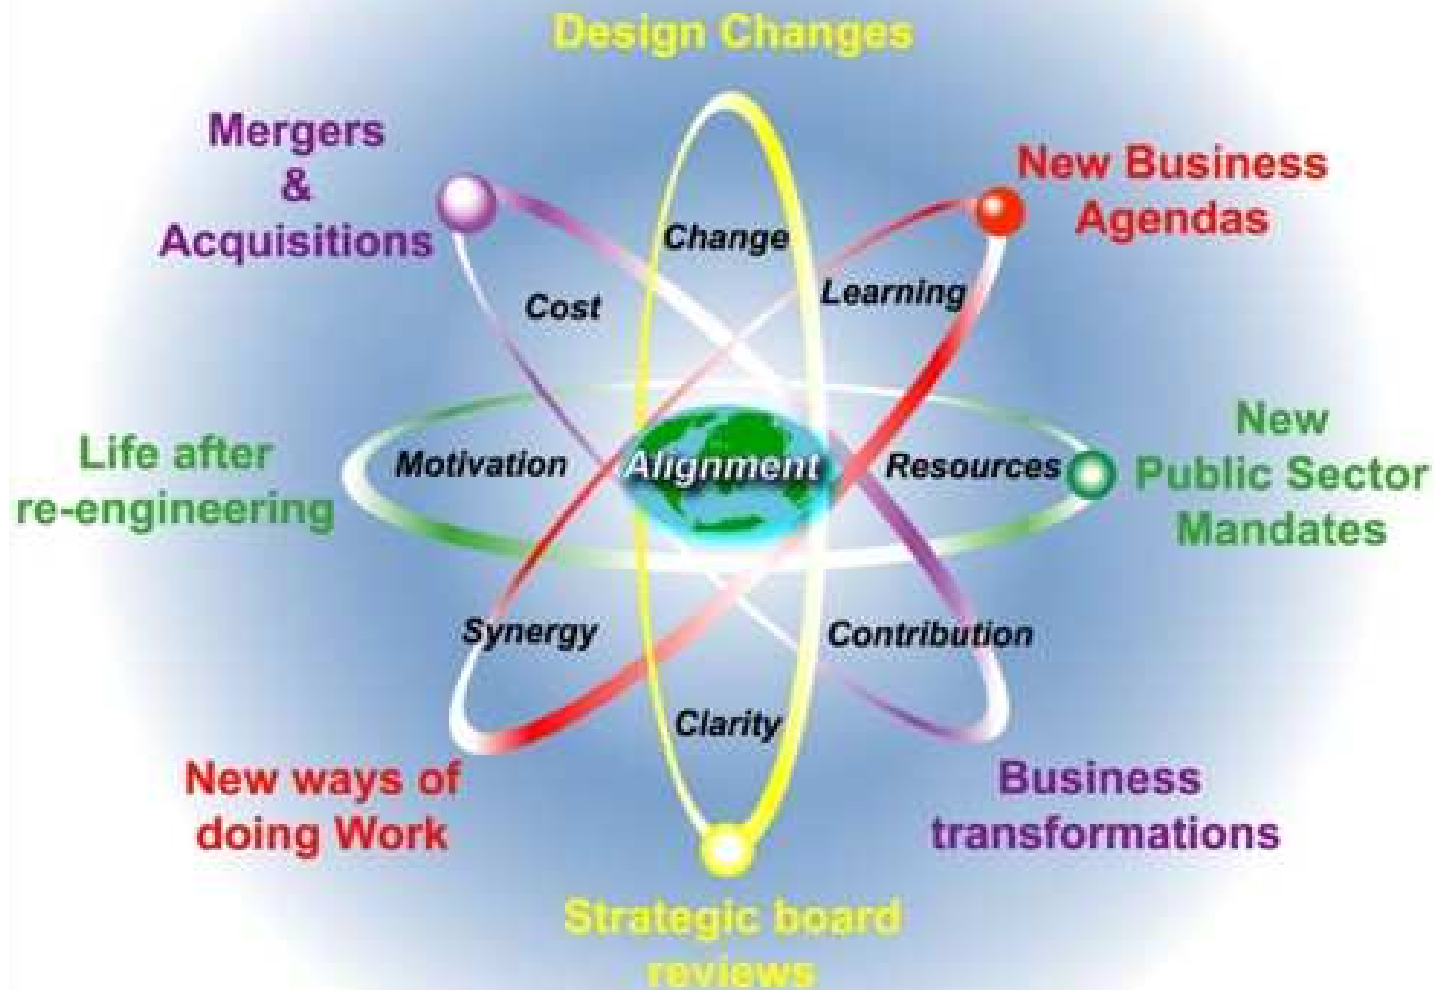 Design Changes
Mergers
&
Acquisitions
New Business
Agendas
Change
Learning
Cost
Life after
re-engineering
Motivation
Alignment
Resources
New
Public Sector
Mandates
Synergy
Contribution
Clarity
New ways of
doing Work
Business
transformations
Strategic board
reviews